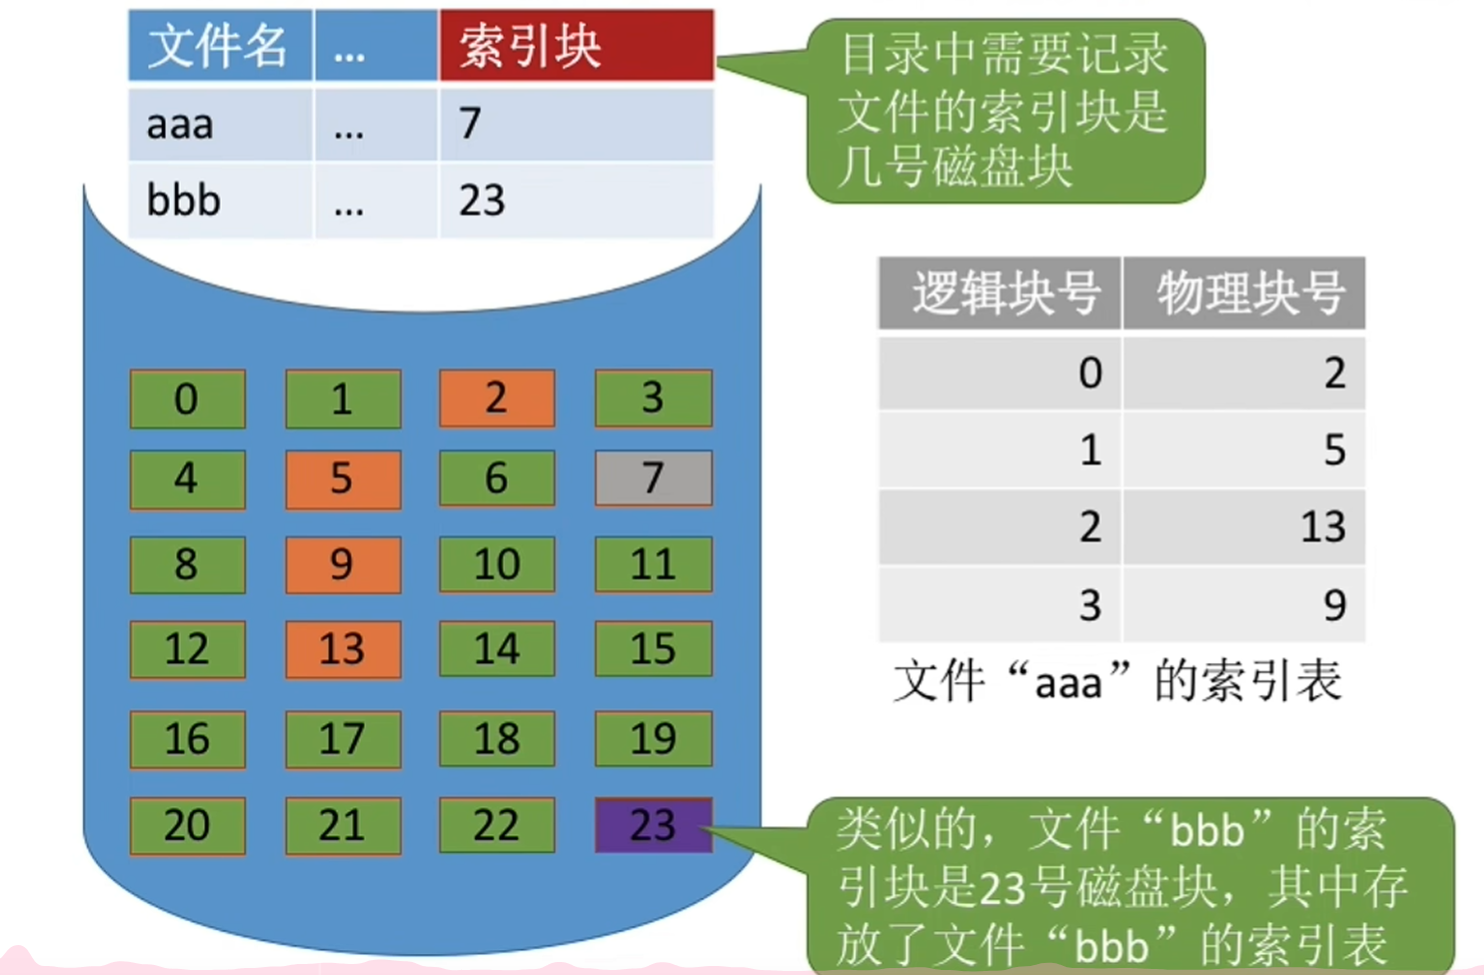 文件名 ... 索引块
aaa ... 7
bbb ... 23
目录中需要记录
文件的索引块是
几号磁盘块
逻辑块号 物理块号
0 2
1 5
2 13
3 9
文件“aaa”的索引表
0 1 2 3
4 5 6 7
8 9 10 11
12 13 14 15
16 17 18 19
20 21 22 23
类似的，文件“bbb”的索
引块是23号磁盘块，其中存
放了文件“bbb”的索引表